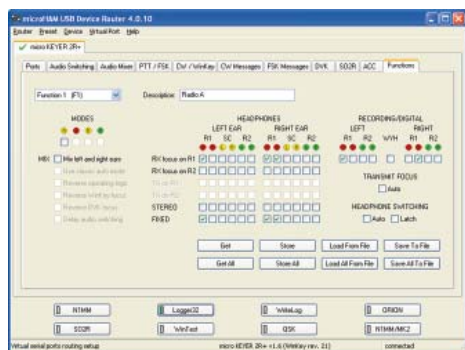 microHAM USB Device Router 4.0.10
Router Preset Device Virtual Port Help
micro KEYER 2R+
Ports Audio Switching Audio Mixer PTT / FSK CW / WinKey CW Messages FSK Messages DVK SO2R ACC Functions
Function 1 (F1) Description: Radio A
MODES HEADPHONES RECORDING/DIGITAL
LEFT EAR RIGHT EAR LEFT RIGHT
R1 SC R2 R1 SC R2 R1 R2 R1 R2
MIX: Mix left and right ears RX focus on R1
RX focus on R2
TRANSMIT FOCUS
Auto
STEREO HEADPHONE SWITCHING
FIXED Auto Latch
Get Store Load From File Save To File
Get All Store All Load All From File Save All To File
N1MM Logger32 WriteLog ORION
SO2R WinTest QSK N1MM/MK2
Virtual serial ports routing setup micro KEYER 2R+ v1.6 (WinKey rev. 21) connected